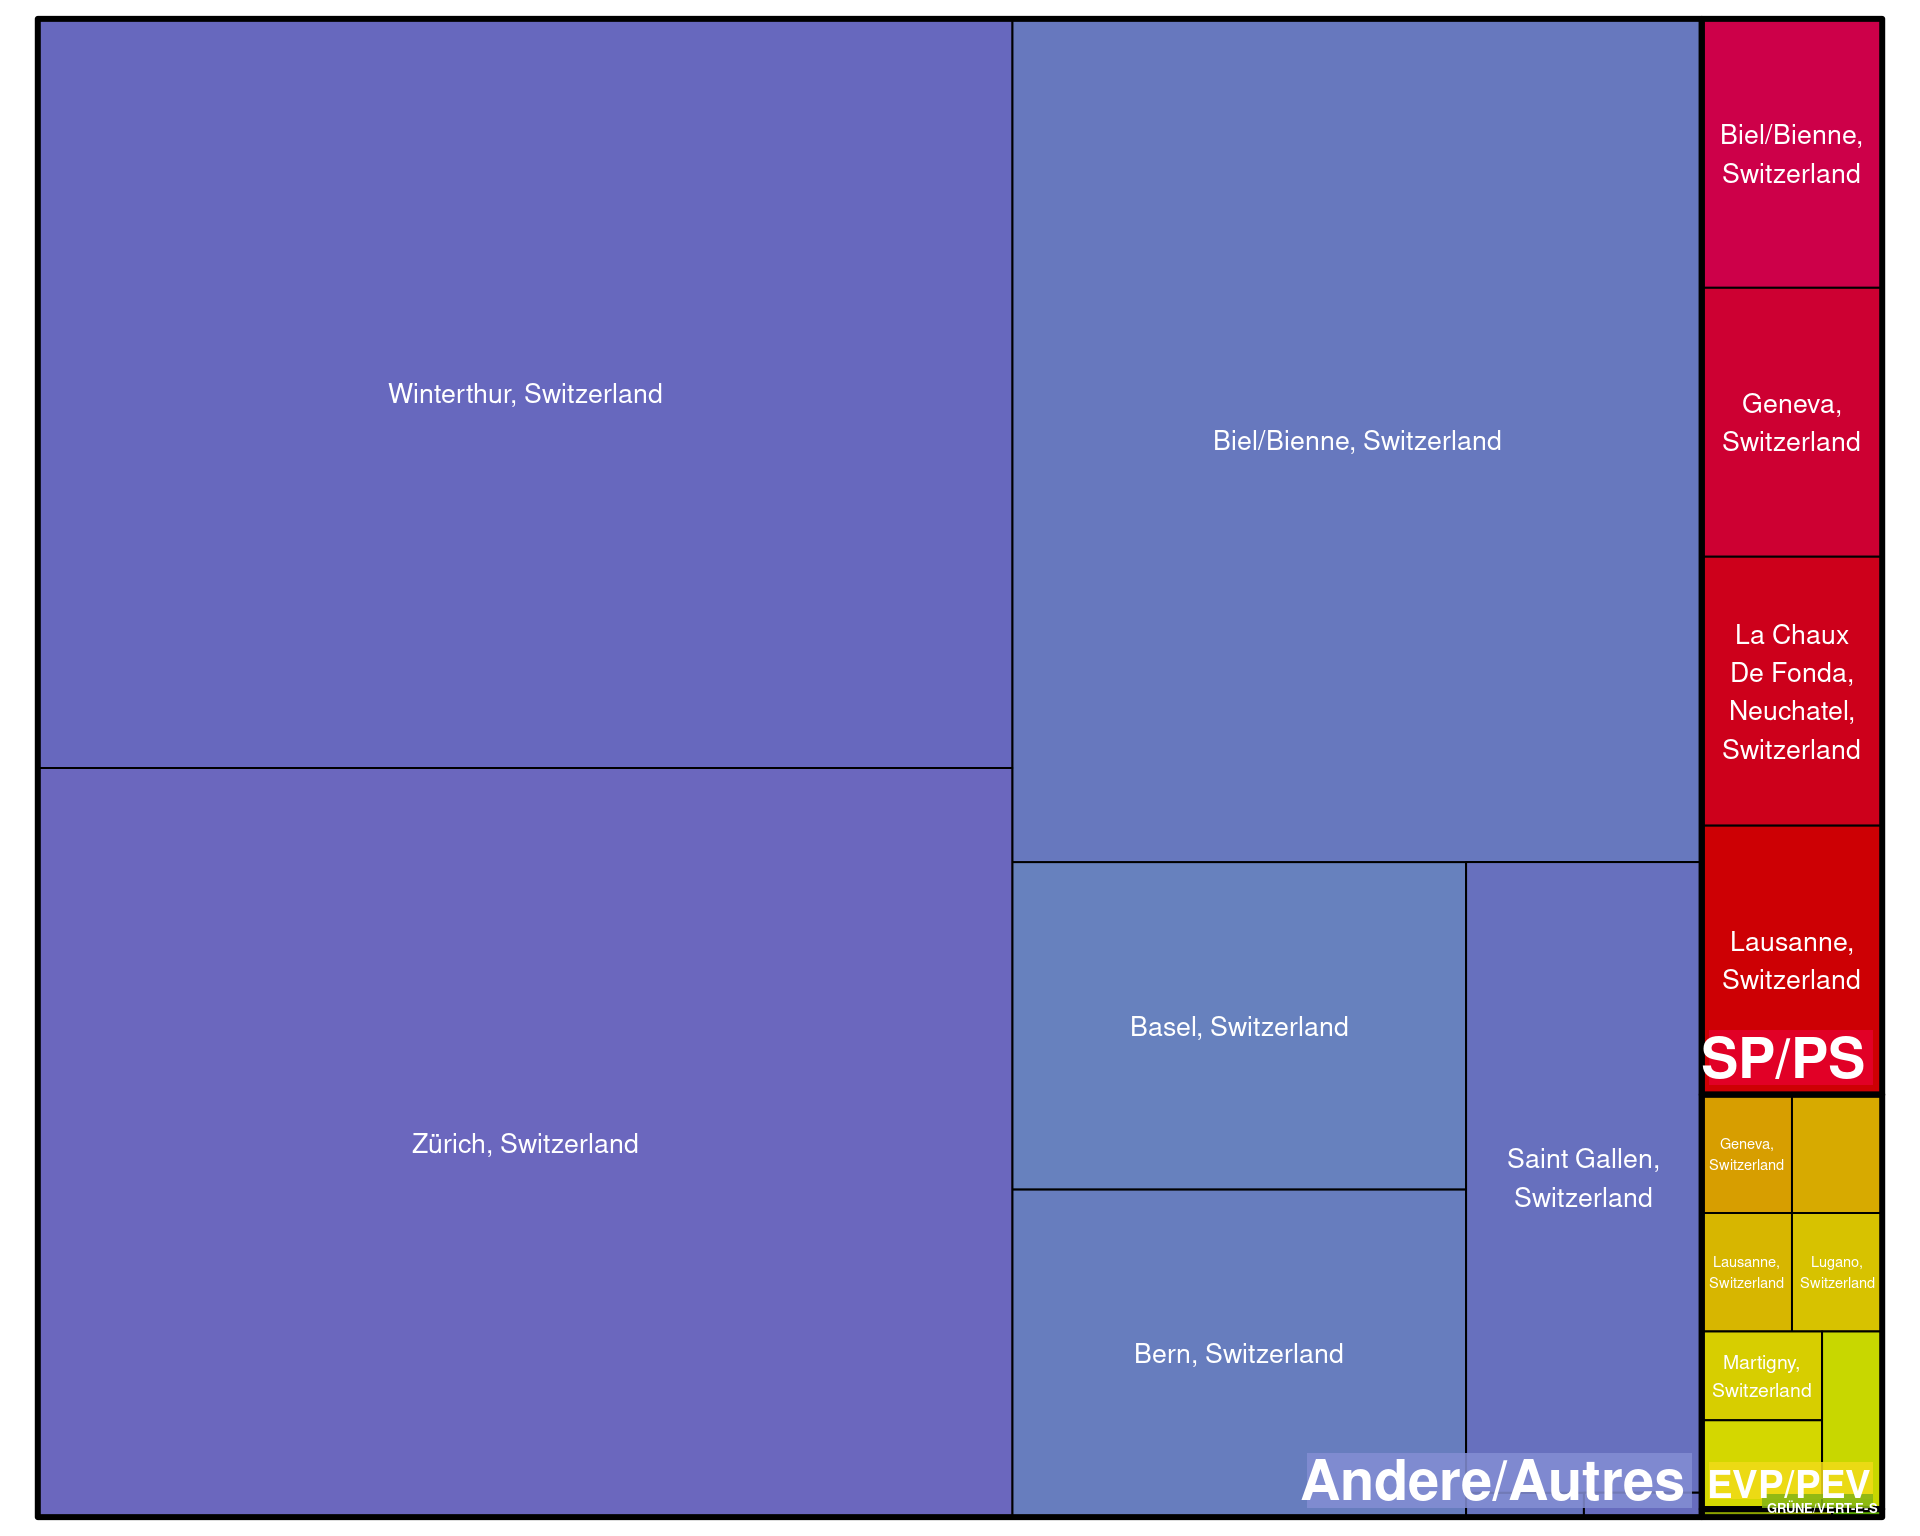 Winterthur, Switzerland
Zürich, Switzerland
Biel/Bienne, Switzerland
Basel, Switzerland
Bern, Switzerland
Saint Gallen,
Switzerland
Andere/Autres
Biel/Bienne,
Switzerland
Geneva,
Switzerland
La Chaux
De Fonda,
Neuchatel,
Switzerland
Lausanne,
Switzerland
SP/PS
Geneva,
Switzerland
Lausanne,
Switzerland
Lugano,
Switzerland
Martigny,
Switzerland
EVP/PEV
GRÜNE/VERT-E-S